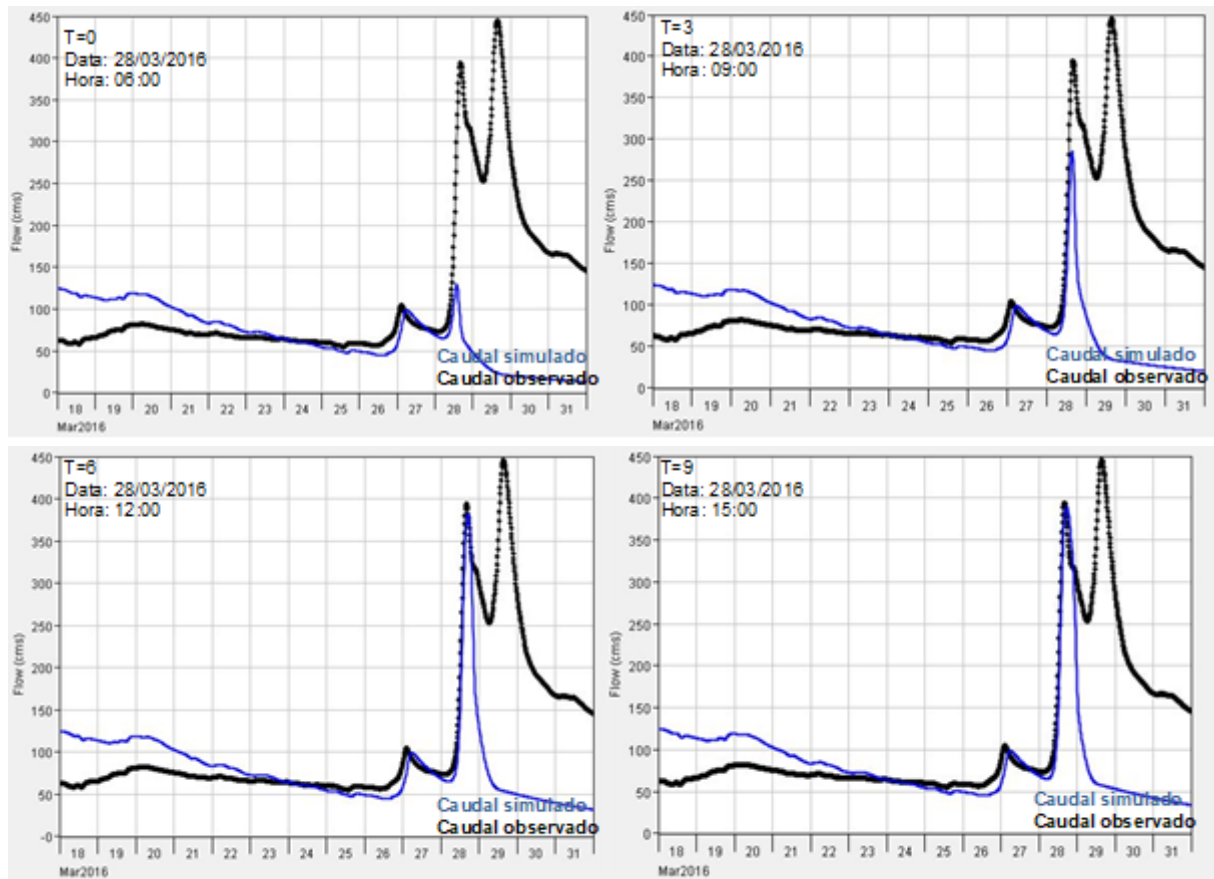 T=0
Data: 28/03/2016
Hora: 06:00
450
400
350
300
250
200
150
100
50
0
Flow (cms)
Caudal simulado
Caudal observado
18 19 20 21 22 23 24 25 26 27 28 29 30 31
Mar2016
T=3
Data: 28/03/2016
Hora: 09:00
450
400
350
300
250
200
150
100
50
0
Flow (cms)
Caudal simulado
Caudal observado
18 19 20 21 22 23 24 25 26 27 28 29 30 31
Mar2016
T=6
Data: 28/03/2016
Hora: 12:00
450
400
350
300
250
200
150
100
50
-0
Flow (cms)
Caudal simulado
Caudal observado
18 19 20 21 22 23 24 25 26 27 28 29 30 31
Mar2016
T=9
Data: 28/03/2016
Hora: 15:00
450
400
350
300
250
200
150
100
50
0
Flow (cms)
Caudal simulado
Caudal observado
18 19 20 21 22 23 24 25 26 27 28 29 30 31
Mar2016